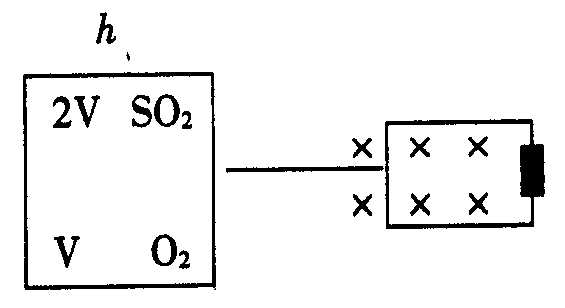 h
2V SO₂
V O₂
× × ×
× × ×